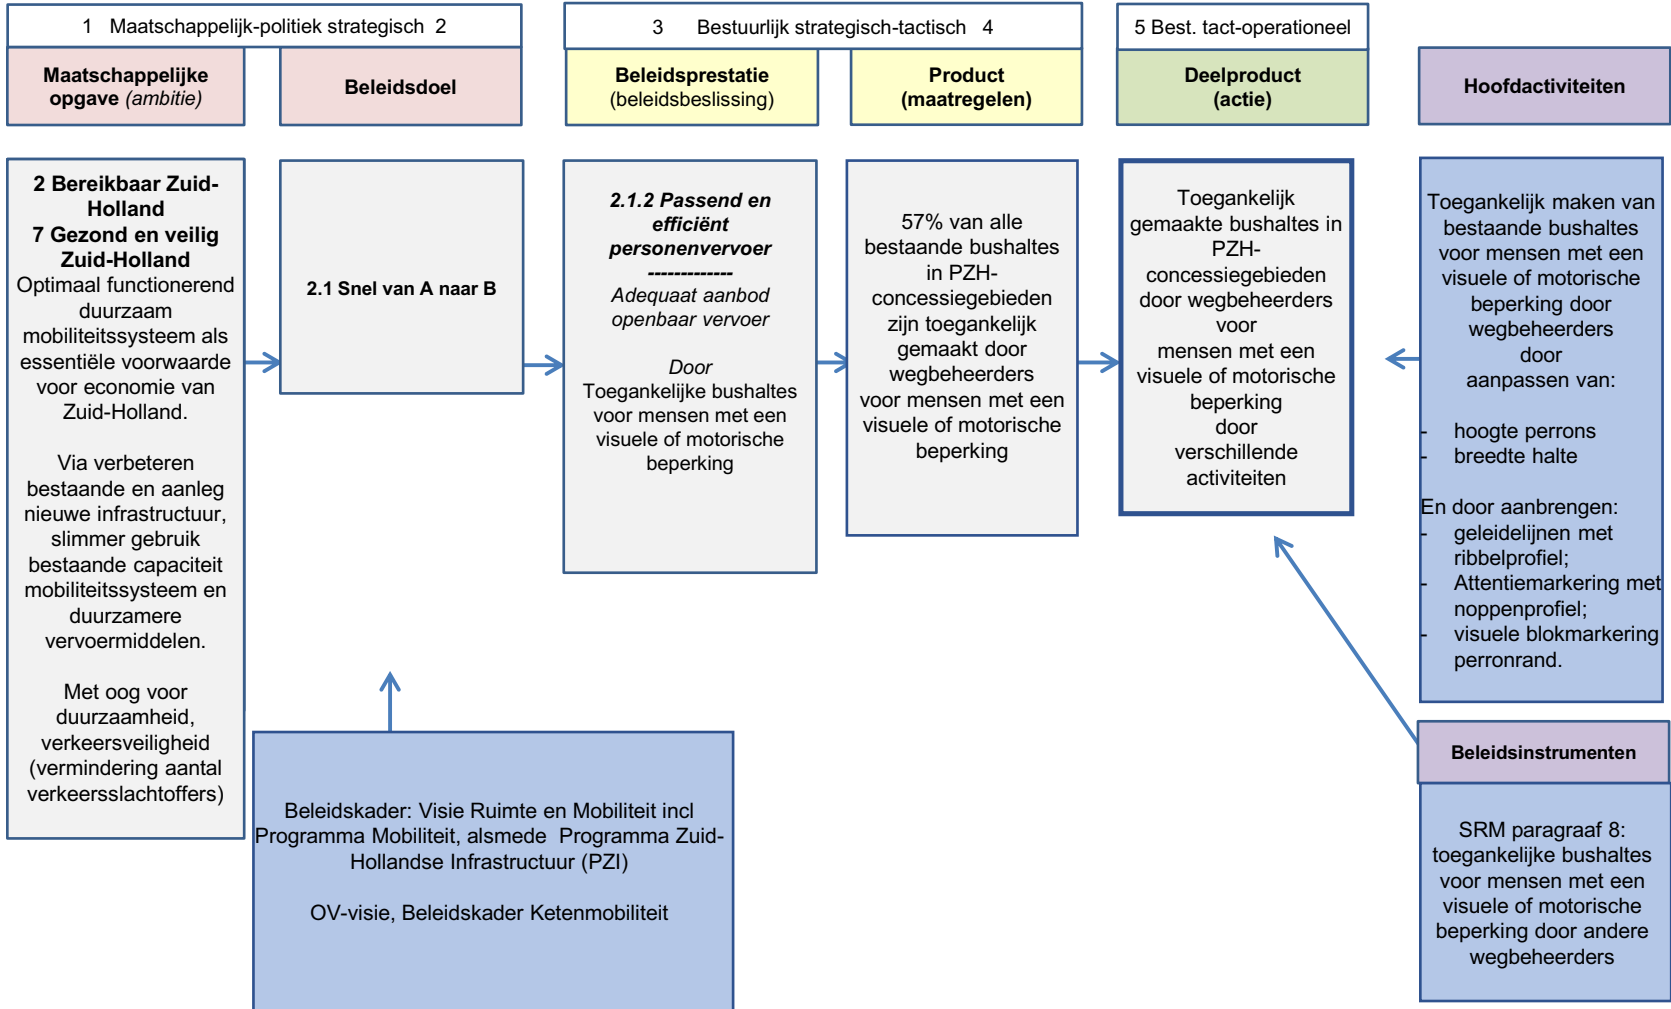 1 Maatschappelijk-politiek strategisch 2
3 Bestuurlijk strategisch-tactisch 4
5 Best. tact-operationeel
Maatschappelijke
opgave (ambitie)
Beleidsdoel
Beleidsprestatie
(beleidsbeslissing)
Product
(maatregelen)
Deelproduct
(actie)
Hoofdactiviteiten
2 Bereikbaar Zuid-
Holland
7 Gezond en veilig
Zuid-Holland
Optimaal functionerend
duurzaam
mobiliteitssysteem als
essentiële voorwaarde
voor economie van
Zuid-Holland.
Via verbeteren
bestaande en aanleg
nieuwe infrastructuur,
slimmer gebruik
bestaande capaciteit
mobiliteitssysteem en
duurzamere
vervoermiddelen.
Met oog voor
duurzaamheid,
verkeersveiligheid
(vermindering aantal
verkeersslachtoffers)
2.1 Snel van A naar B
2.1.2 Passend en
efficiënt
personenvervoer
-------------
Adequaat aanbod
openbaar vervoer
Door
Toegankelijke bushaltes
voor mensen met een
visuele of motorische
beperking
57% van alle
bestaande bushaltes
in PZH-
concessiegebieden
zijn toegankelijk
gemaakt door
wegbeheerders
voor mensen met een
visuele of motorische
beperking
Toegankelijk
gemaakte bushaltes in
PZH-
concessiegebieden
door wegbeheerders
voor
mensen met een
visuele of motorische
beperking
door
verschillende
activiteiten
Toegankelijk maken van
bestaande bushaltes
voor mensen met een
visuele of motorische
beperking door
wegbeheerders
door
aanpassen van:
- hoogte perrons
- breedte halte
En door aanbrengen:
- geleidelijnen met
ribbelprofiel;
- Attentiemarkering met
noppenprofiel;
- visuele blokmarkering
perronrand.
Beleidskader: Visie Ruimte en Mobiliteit incl
Programma Mobiliteit, alsmede Programma Zuid-
Hollandse Infrastructuur (PZI)
OV-visie, Beleidskader Ketenmobiliteit
Beleidsinstrumenten
SRM paragraaf 8:
toegankelijke bushaltes
voor mensen met een
visuele of motorische
beperking door andere
wegbeheerders